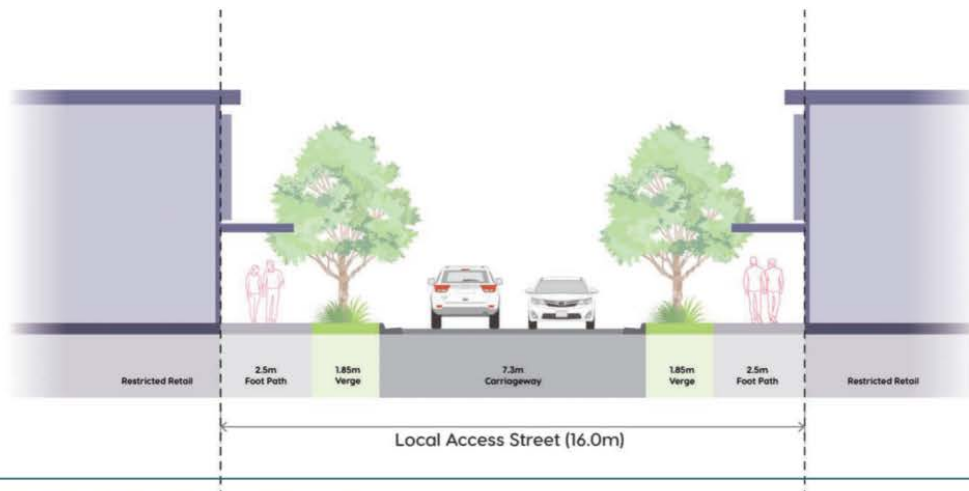 Restricted Retail
2.5m
Foot Path
1.85m
Verge
7.3m
Carriageway
1.85m
Verge
2.5m
Foot Path
Restricted Retail
Local Access Street (16.0m)